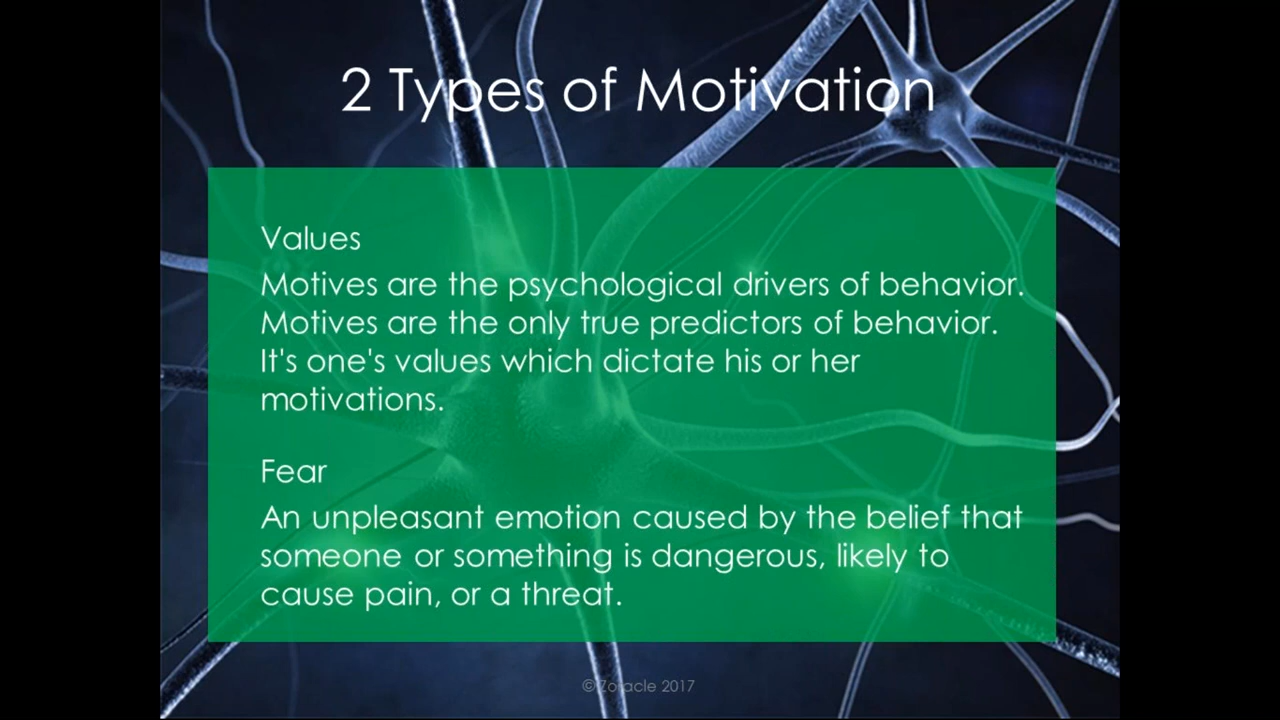 2 Types of Motivation
Values
Motives are the psychological drivers of behavior.
Motives are the only true predictors of behavior.
It's one's values which dictate his or her
motivations.
Fear
An unpleasant emotion caused by the belief that
someone or something is dangerous, likely to
cause pain, or a threat.
©Zoracle 2017